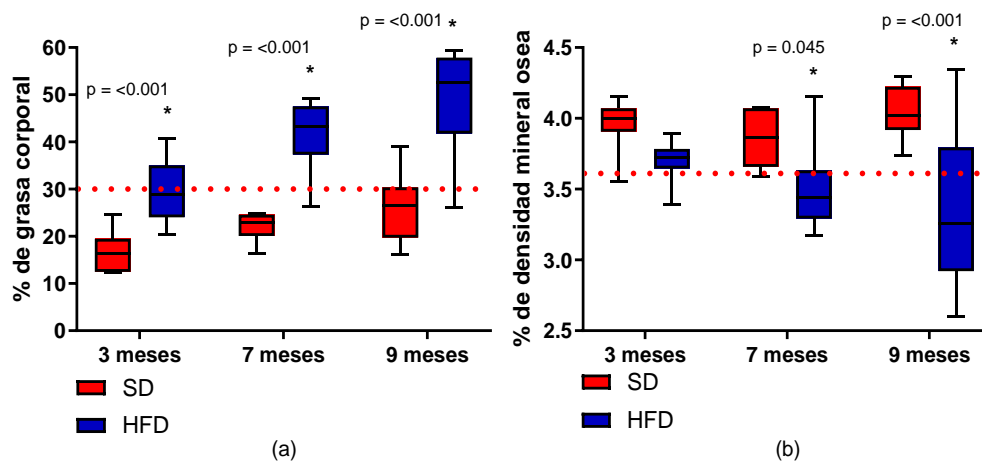 p = <0.001 *
p = <0.001 *
p = <0.001 *
% de grasa corporal
60
50
40
30
20
10
0
3 meses 7 meses 9 meses
SD
HFD
(a)
p = <0.001
*
p = 0.045
*
% de densidad mineral osea
4.5
4.0
3.5
3.0
2.5
3 meses 7 meses 9 meses
SD
HFD
(b)